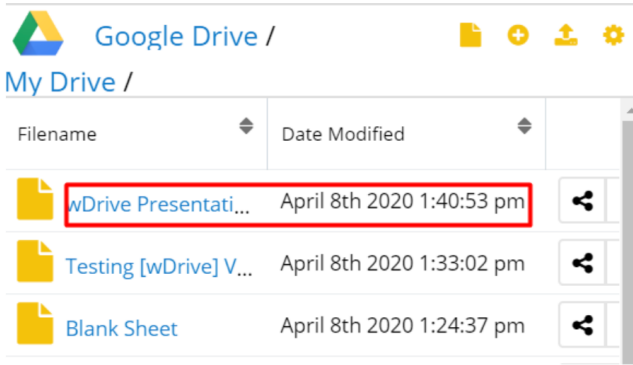 Google Drive /
My Drive /
Filename Date Modified
wDrive Presentati... April 8th 2020 1:40:53 pm
Testing [wDrive] V... April 8th 2020 1:33:02 pm
Blank Sheet April 8th 2020 1:24:37 pm